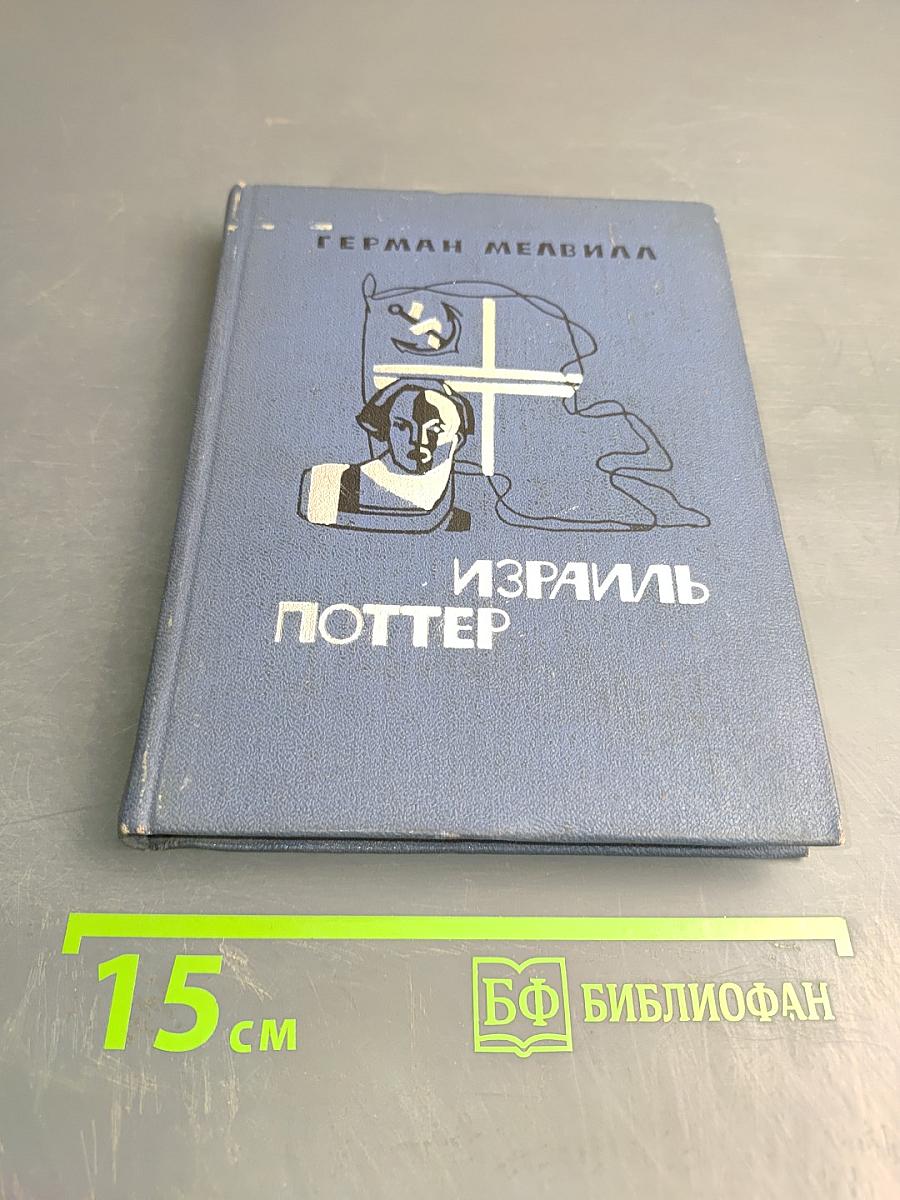 ГЕРМАН МЕЛВИЛЛ
ИЗРАИЛЬ
ПОТТЕР
15 см
БФ БИБЛИОФАН